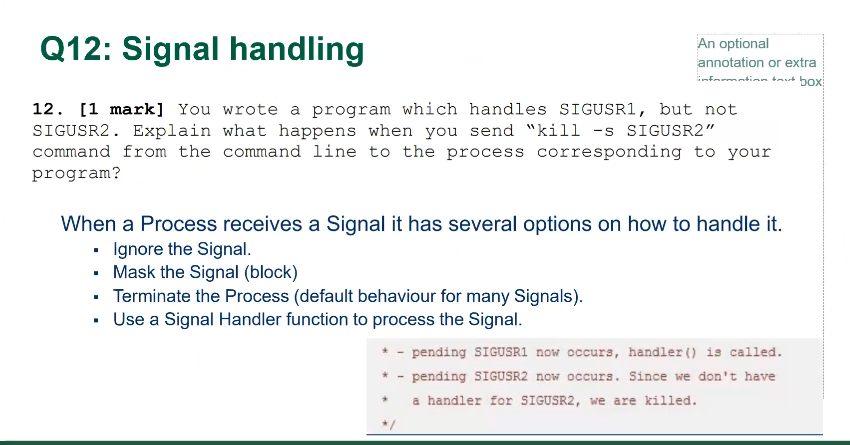 Q12: Signal handling
An optional
annotation or extra
information text box
12. [1 mark] You wrote a program which handles SIGUSR1, but not
SIGUSR2. Explain what happens when you send “kill -s SIGUSR2”
command from the command line to the process corresponding to your
program?
When a Process receives a Signal it has several options on how to handle it.
▪ Ignore the Signal.
▪ Mask the Signal (block)
▪ Terminate the Process (default behaviour for many Signals).
▪ Use a Signal Handler function to process the Signal.
* - pending SIGUSR1 now occurs, handler() is called.
* - pending SIGUSR2 now occurs. Since we don't have
* a handler for SIGUSR2, we are killed.
*/